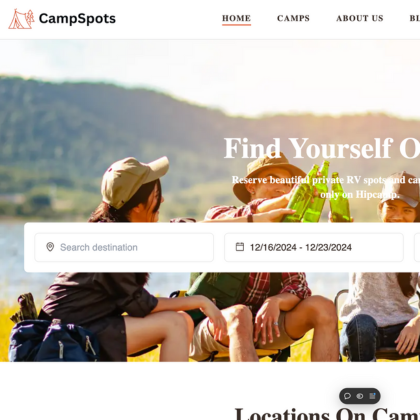 CampSpots
HOME CAMPS ABOUT US
Find Yourself O
Reserve beautiful private RV spots and ca
only on Hipcamp.
Search destination
12/16/2024 - 12/23/2024
Locations On Cam